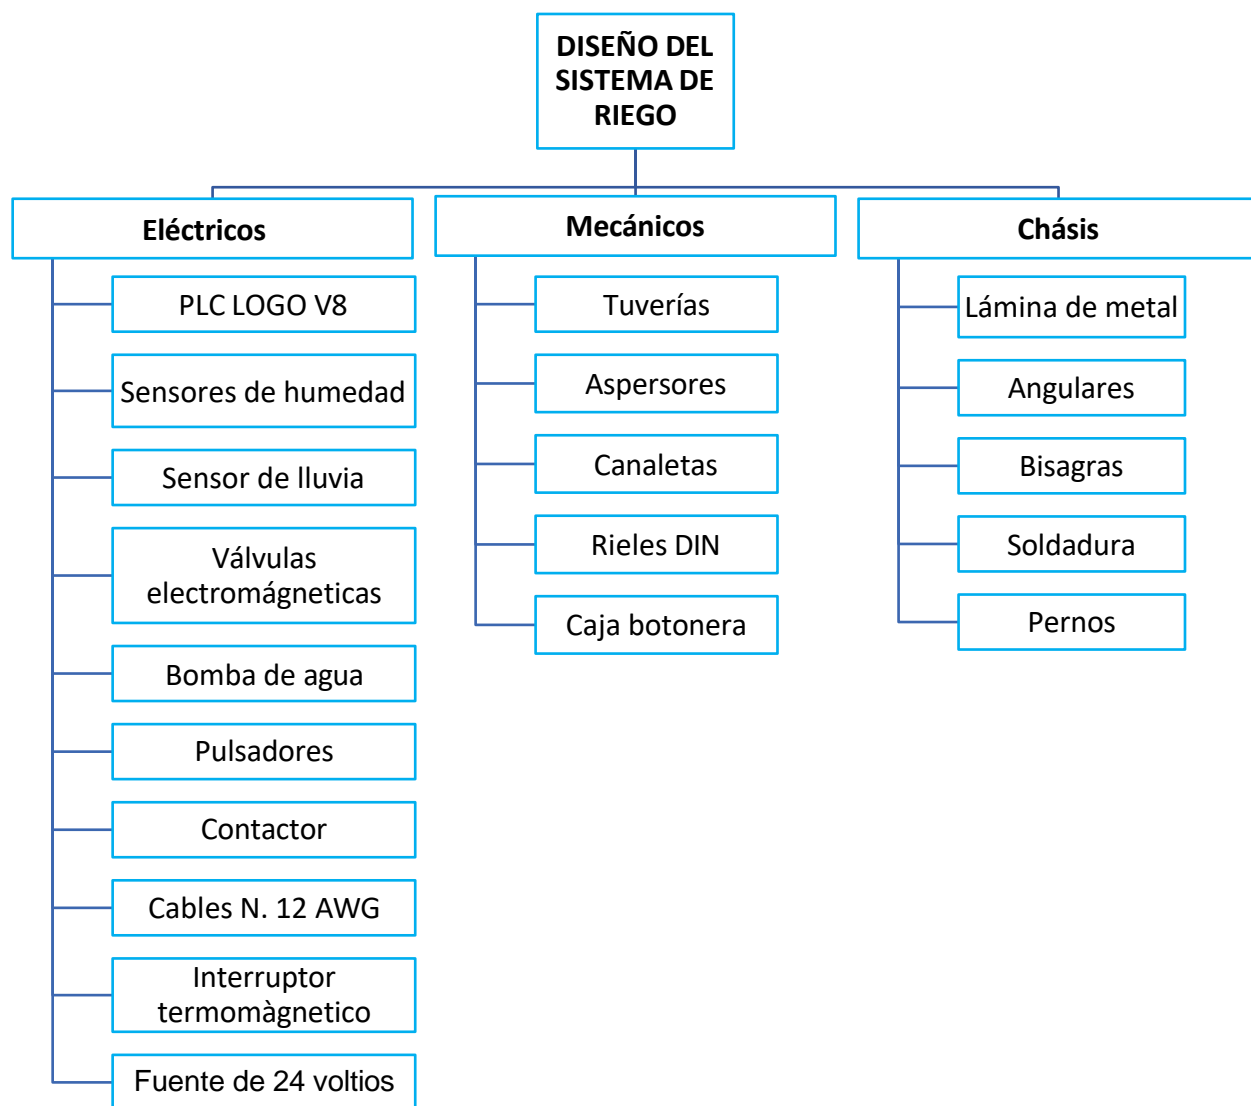 DISEÑO DEL
SISTEMA DE
RIEGO
Eléctricos
PLC LOGO V8
Sensores de humedad
Sensor de lluvia
Válvulas
electromágneticas
Bomba de agua
Pulsadores
Contactor
Cables N. 12 AWG
Interruptor
termomàgnetico
Fuente de 24 voltios
Mecánicos
Tuverías
Aspersores
Canaletas
Rieles DIN
Caja botonera
Chásis
Lámina de metal
Angulares
Bisagras
Soldadura
Pernos